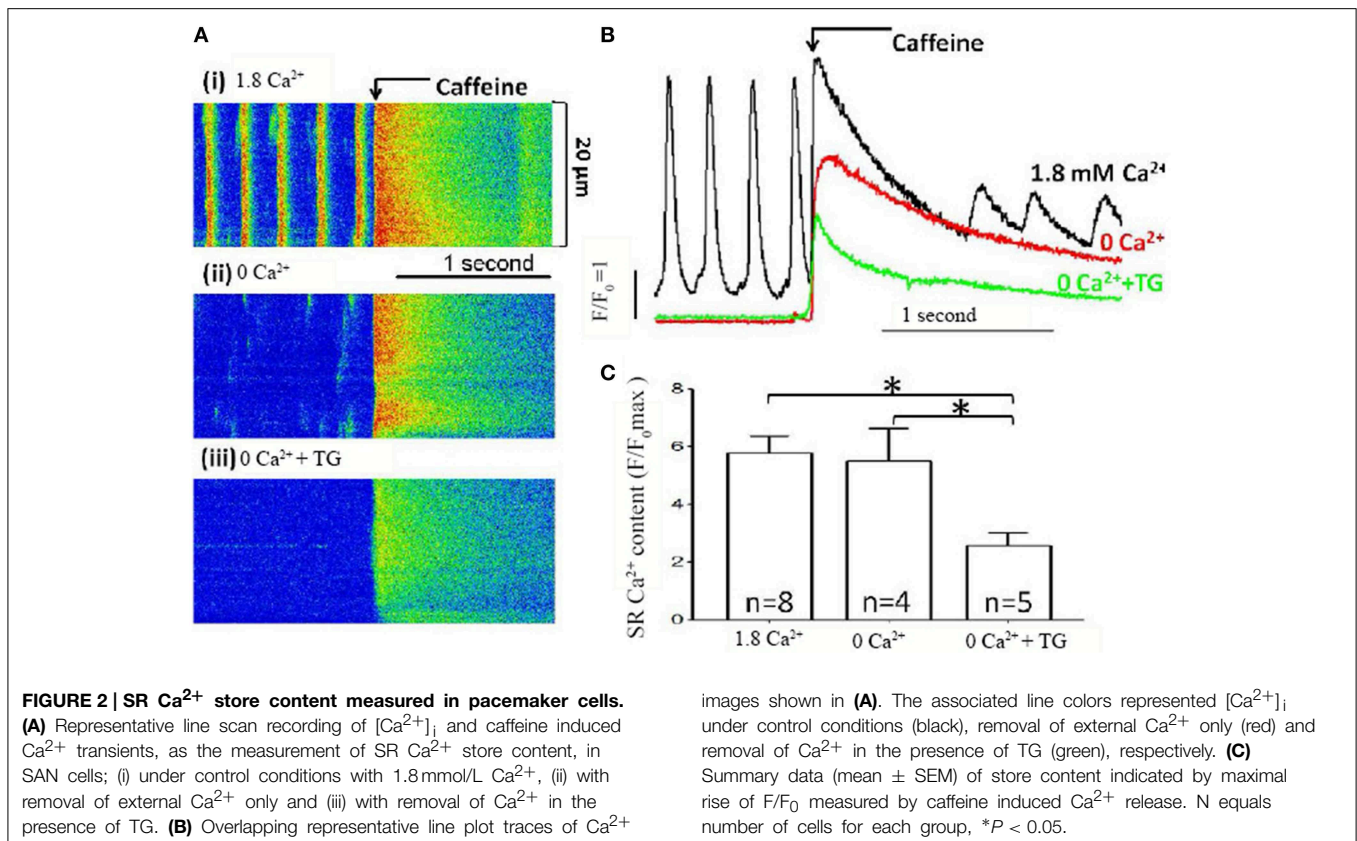 A
(i) 1.8 Ca²⁺
Caffeine
20 µm
(ii) 0 Ca²⁺
1 second
(iii) 0 Ca²⁺ + TG
B
Caffeine
F/F₀ =1
1.8 mM Ca²⁺
0 Ca²⁺
0 Ca²⁺+TG
1 second
C
SR Ca²⁺ content (F/F₀max )
8
6
4
2
0
*
*
n=8
n=4
n=5
1.8 Ca²⁺
0 Ca²⁺
0 Ca²⁺ + TG
FIGURE 2 | SR Ca²⁺ store content measured in pacemaker cells.
(A) Representative line scan recording of [Ca²⁺]ᵢ and caffeine induced
Ca²⁺ transients, as the measurement of SR Ca²⁺ store content, in
SAN cells; (i) under control conditions with 1.8 mmol/L Ca²⁺, (ii) with
removal of external Ca²⁺ only and (iii) with removal of Ca²⁺ in the
presence of TG. (B) Overlapping representative line plot traces of Ca²⁺
images shown in (A). The associated line colors represented [Ca²⁺]ᵢ
under control conditions (black), removal of external Ca²⁺ only (red) and
removal of Ca²⁺ in the presence of TG (green), respectively. (C)
Summary data (mean ± SEM) of store content indicated by maximal
rise of F/F₀ measured by caffeine induced Ca²⁺ release. N equals
number of cells for each group, *P < 0.05.